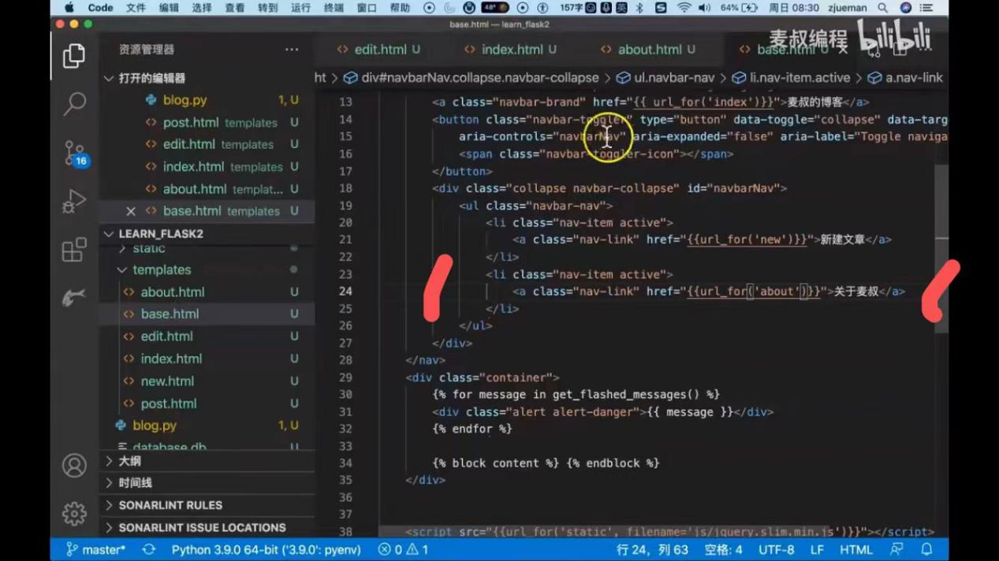 Code 文件 编辑 选择 查看 转到 运行 终端 窗口 帮助 48° 157字 英 64% 周日 08:30 zjueman
base.html — learn_flask2
麦叔编程 bilibili
资源管理器 ···
edit.html U index.html U about.html U base.html U
打开的编辑器
div#navbarNav.collapse.navbar-collapse > ul.navbar-nav > li.nav-item.active > a.nav-link
blog.py 1, U
post.html templates U
edit.html templates U
index.html templates U
about.html templat... U
base.html templates U
LEARN_FLASK2
static
templates
about.html U
base.html U
edit.html U
index.html U
new.html U
post.html U
blog.py 1, U
database.db
大纲
时间线
SONARLINT RULES
SONARLINT ISSUE LOCATIONS
16
13 <a class="navbar-brand" href="{{ url_for('index')}}">麦叔的博客</a>
14 <button class="navbar-toggler" type="button" data-toggle="collapse" data-targ
15 aria-controls="navbarNav" aria-expanded="false" aria-label="Toggle naviga
16 <span class="navbar-toggler-icon"></span>
17 </button>
18 <div class="collapse navbar-collapse" id="navbarNav">
19 <ul class="navbar-nav">
20 <li class="nav-item active">
21 <a class="nav-link" href="{{url_for('new')}}">新建文章</a>
22 </li>
23 <li class="nav-item active">
24 <a class="nav-link" href="{{url_for('about')}}">关于麦叔</a>
25 </li>
26 </ul>
27 </div>
28 </nav>
29 <div class="container">
30 {% for message in get_flashed_messages() %}
31 <div class="alert alert-danger">{{ message }}</div>
32 {% endfor %}
33
34 {% block content %} {% endblock %}
35 </div>
36
37
38 <script src="{{url_for('static', filename='js/jquery.slim.min.js')}}"></script>
master* Python 3.9.0 64-bit ('3.9.0': pyenv) 0 1 行 24，列 63 空格: 4 UTF-8 LF HTML